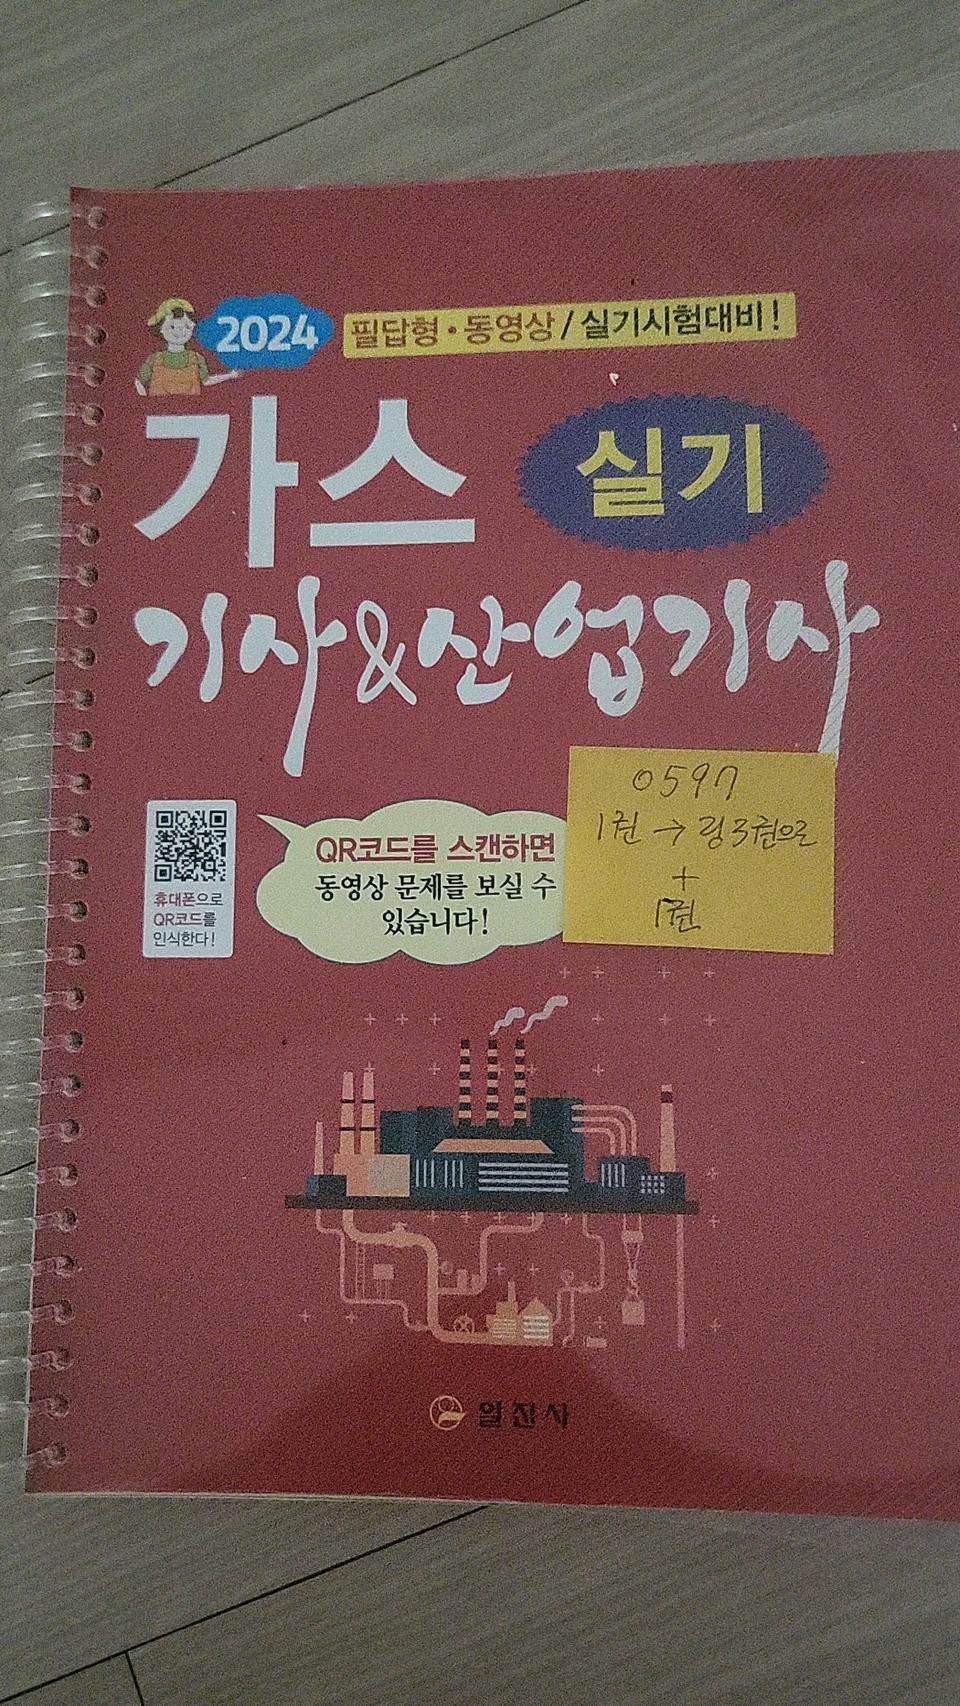 2024
필답형·동영상/실기시험대비!
가스 실기
기사&산업기사
QR코드를 스캔하면
동영상 문제를 보실 수
있습니다!
휴대폰으로
QR코드를
인식한다!
0597
1권 → 링3권으로
+
1권
일진사